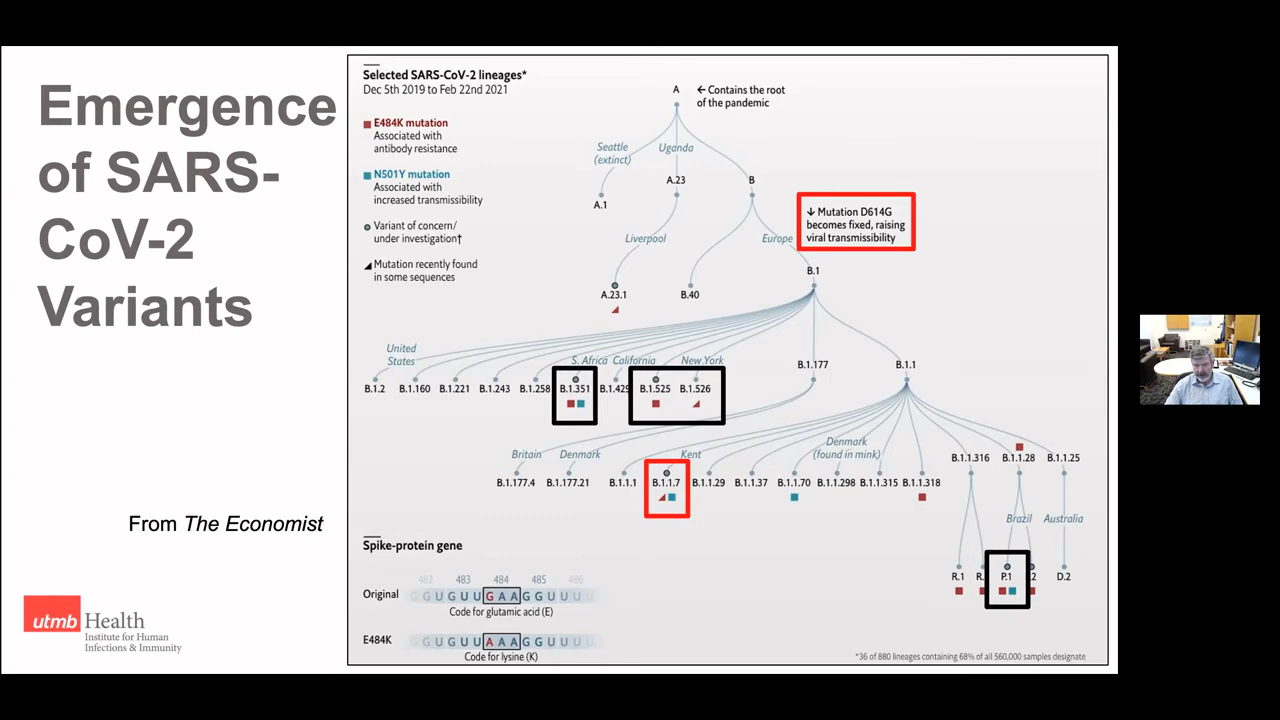 Emergence
of SARS-
CoV-2
Variants
From The Economist
utmb Health
Institute for Human
Infections & Immunity
Selected SARS-CoV-2 lineages*
Dec 5th 2019 to Feb 22nd 2021
E484K mutation
Associated with
antibody resistance
N501Y mutation
Associated with
increased transmissibility
Variant of concern/
under investigation†
Mutation recently found
in some sequences
A
← Contains the root
of the pandemic
Seattle
(extinct)
Uganda
A.23
B
A.1
↓ Mutation D614G
becomes fixed, raising
viral transmissibility
Liverpool
Europe
B.1
A.23.1
B.40
United
States
S. Africa
California
New York
B.1.177
B.1.1
B.1.2
B.1.160
B.1.221
B.1.243
B.1.258
B.1.351
B.1.429
B.1.525
B.1.526
Britain
Denmark
Kent
Denmark
(found in mink)
B.1.1.316
B.1.1.28
B.1.1.25
B.1.177.4
B.1.177.21
B.1.1.1
B.1.1.7
B.1.1.29
B.1.1.37
B.1.1.70
B.1.1.298
B.1.1.315
B.1.1.318
Brazil
Australia
R.1
R.
P.1
.2
D.2
Spike-protein gene
482 483 484 485 486
Original
G G U G U U G A A G G U U U U
Code for glutamic acid (E)
E484K
G G U G U U A A A G G U U U U
Code for lysine (K)
*36 of 880 lineages containing 68% of all 560,000 samples designate